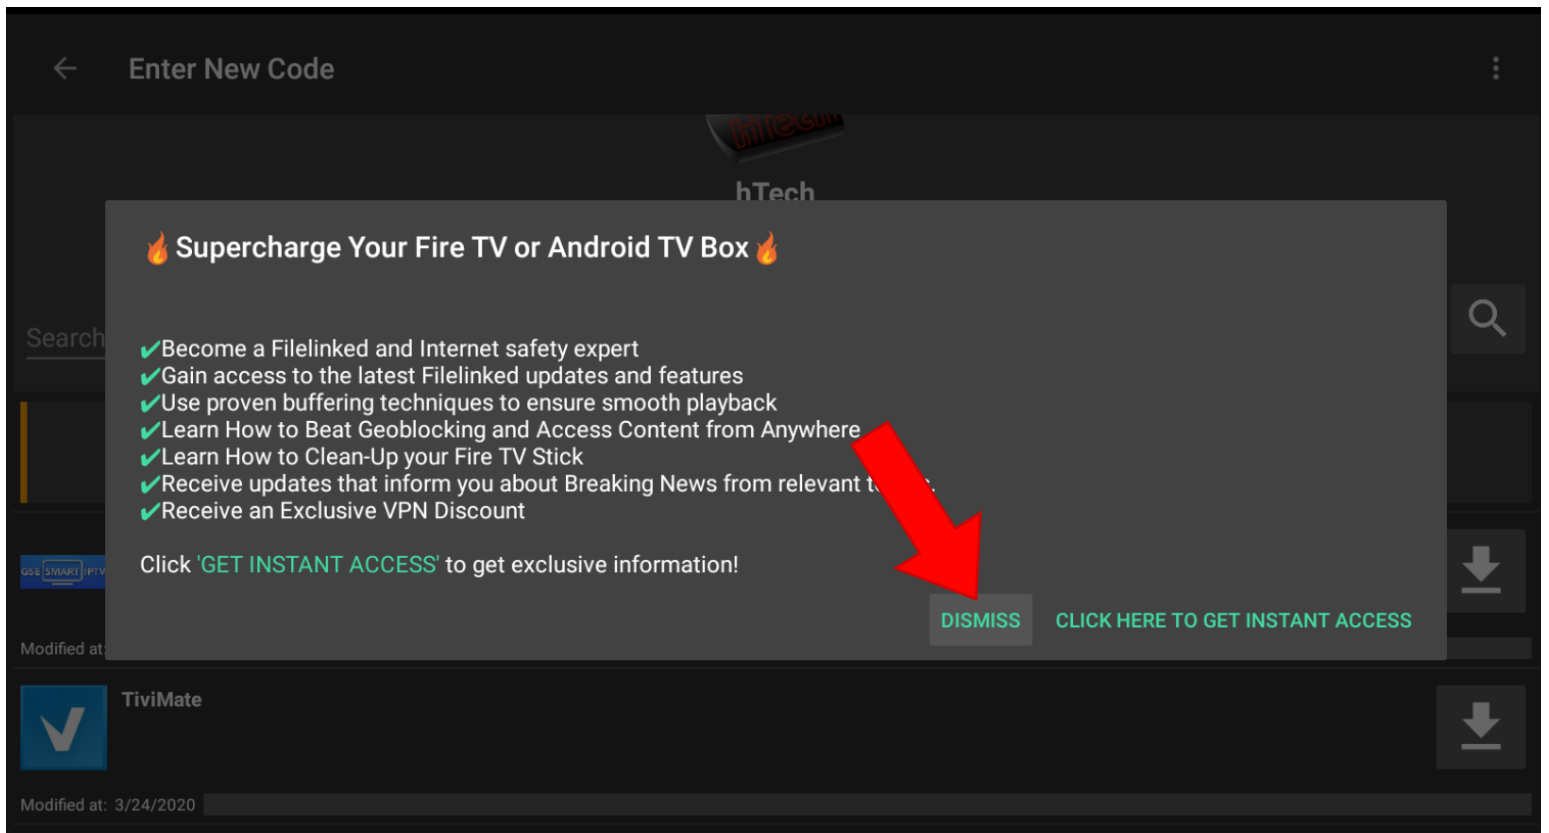 Enter New Code
hTech
hTech
🔥Supercharge Your Fire TV or Android TV Box🔥
Search
✔Become a Filelinked and Internet safety expert
✔Gain access to the latest Filelinked updates and features
✔Use proven buffering techniques to ensure smooth playback
✔Learn How to Beat Geoblocking and Access Content from Anywhere
✔Learn How to Clean-Up your Fire TV Stick
✔Receive updates that inform you about Breaking News from relevant
✔Receive an Exclusive VPN Discount
Click 'GET INSTANT ACCESS' to get exclusive information!
GSE SMART IPTV
DISMISS CLICK HERE TO GET INSTANT ACCESS
Modified at:
TiviMate
Modified at: 3/24/2020